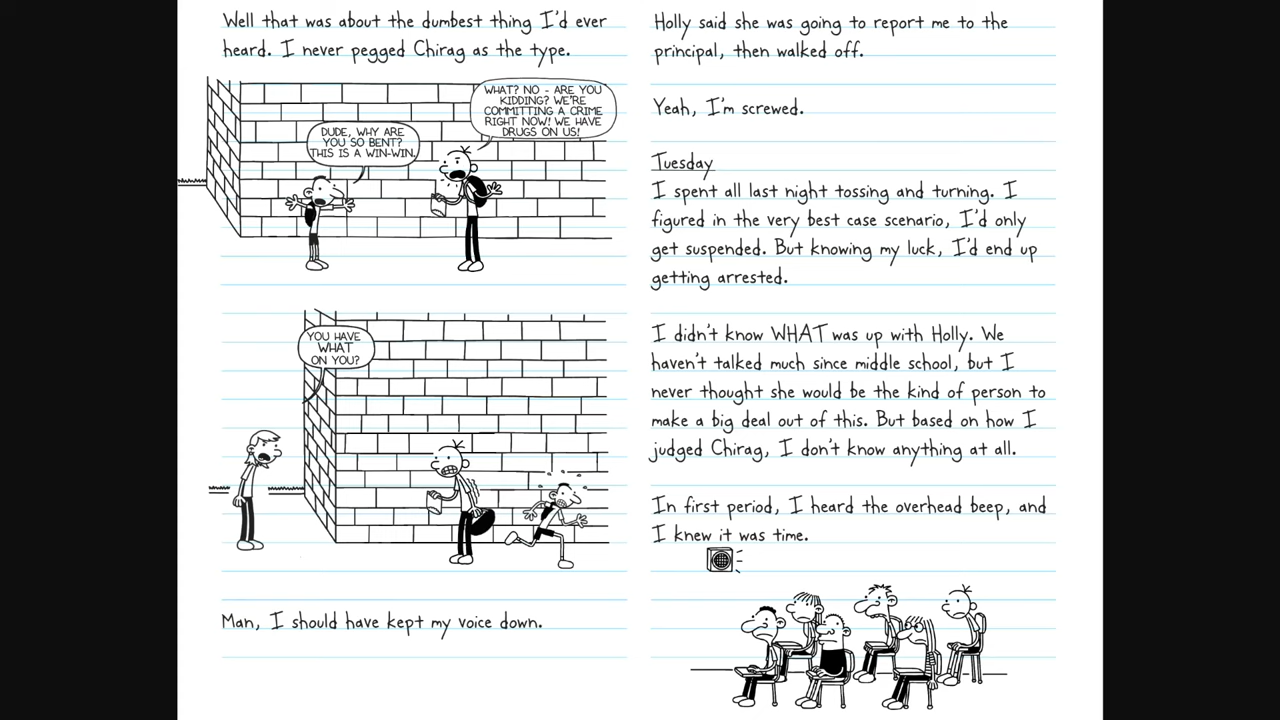 Well that was about the dumbest thing I'd ever
heard. I never pegged Chirag as the type.
DUDE, WHY ARE
YOU SO BENT?
THIS IS A WIN-WIN.
WHAT? NO - ARE YOU
KIDDING? WE'RE
COMMITTING A CRIME
RIGHT NOW! WE HAVE
DRUGS ON US!
YOU HAVE
WHAT
ON YOU?
Man, I should have kept my voice down.
Holly said she was going to report me to the
principal, then walked off.
Yeah, I'm screwed.
Tuesday
I spent all last night tossing and turning. I
figured in the very best case scenario, I'd only
get suspended. But knowing my luck, I'd end up
getting arrested.
I didn't know WHAT was up with Holly. We
haven't talked much since middle school, but I
never thought she would be the kind of person to
make a big deal out of this. But based on how I
judged Chirag, I don't know anything at all.
In first period, I heard the overhead beep, and
I knew it was time.